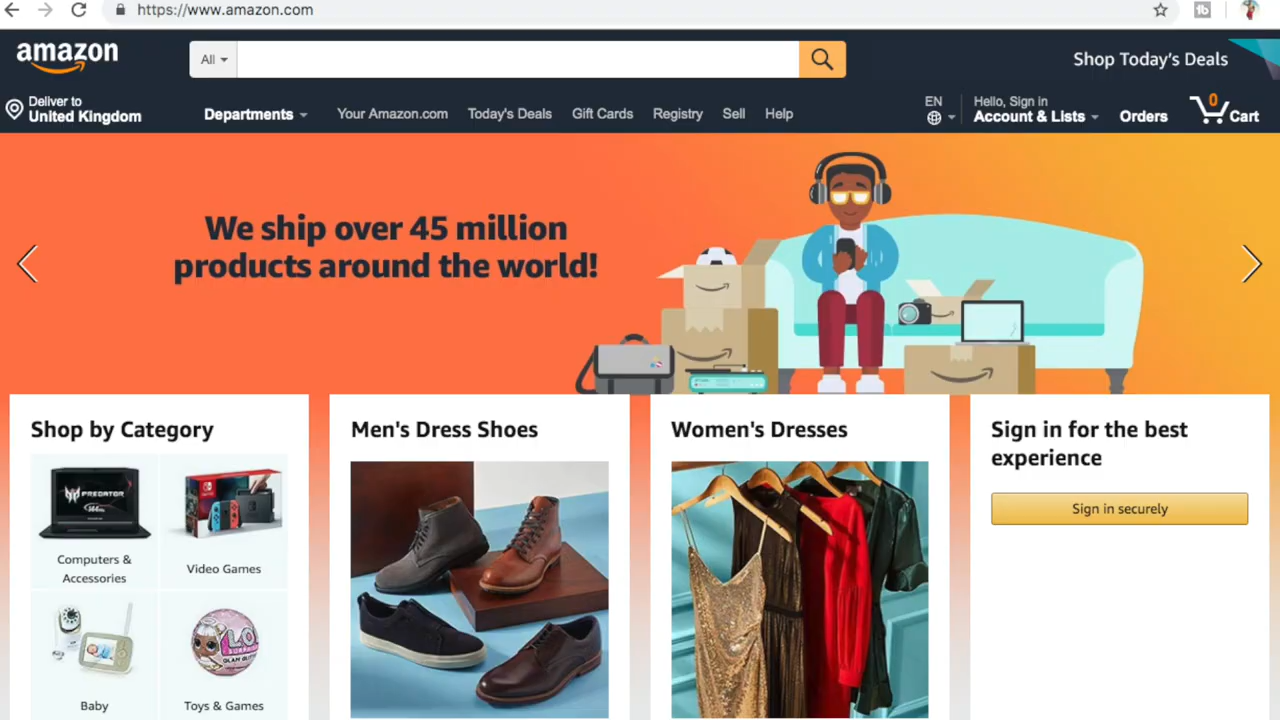 https://www.amazon.com
amazon
All
Shop Today's Deals
Deliver to
United Kingdom
Departments
Your Amazon.com
Today's Deals
Gift Cards
Registry
Sell
Help
EN
Hello, Sign in
Account & Lists
Orders
0
Cart
We ship over 45 million
products around the world!
Shop by Category
PREDATOR
Computers &
Accessories
Video Games
Baby
L.O.L.
Toys & Games
Men's Dress Shoes
Women's Dresses
Sign in for the best
experience
Sign in securely